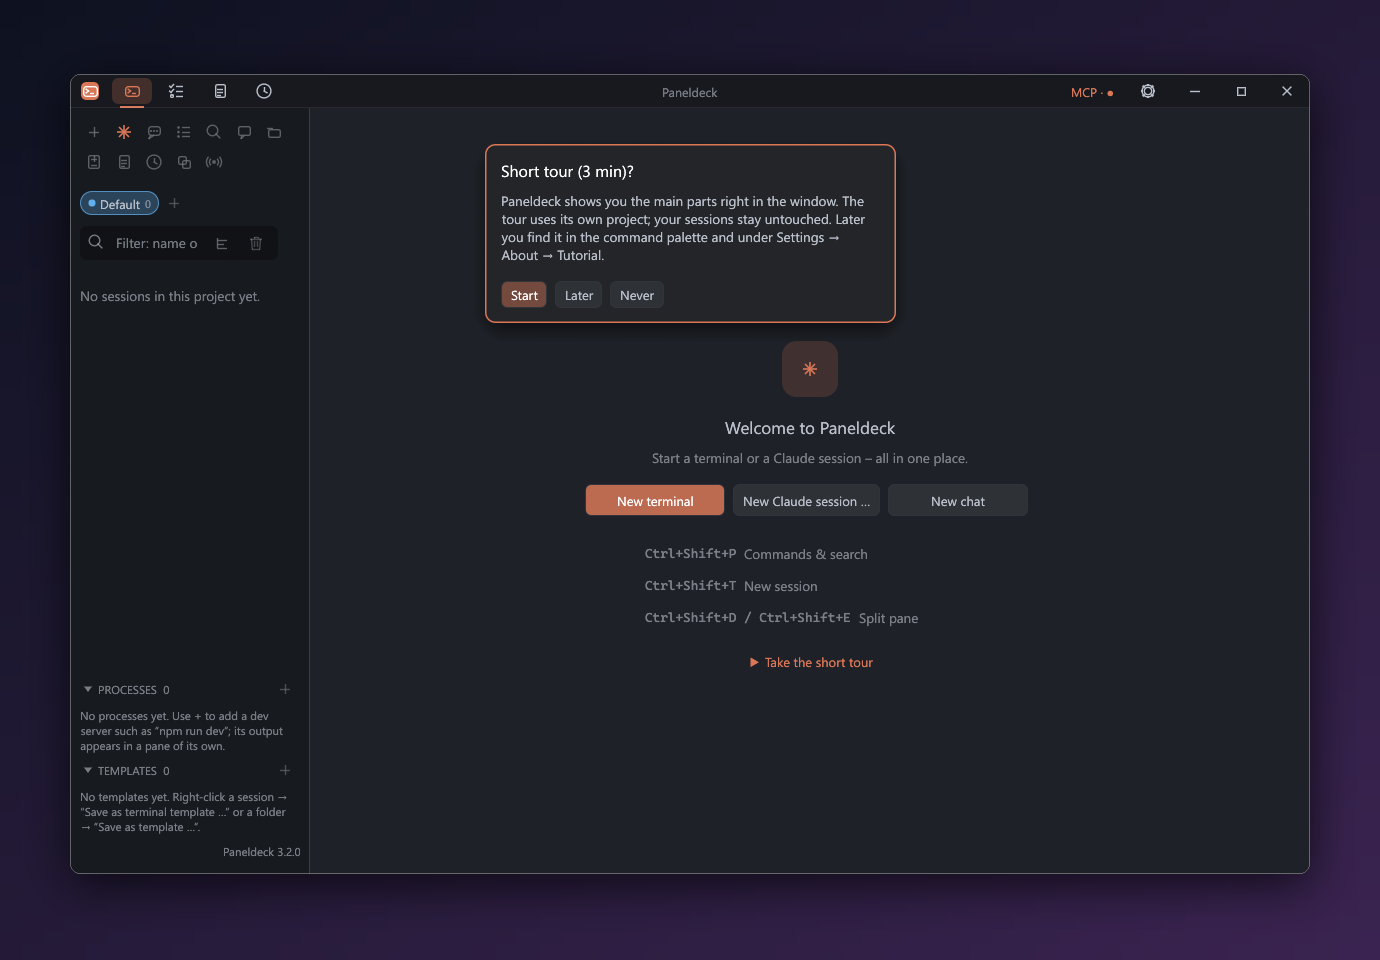 Paneldeck
MCP ·
Default 0
Filter: name o
No sessions in this project yet.
Short tour (3 min)?
Paneldeck shows you the main parts right in the window. The
tour uses its own project; your sessions stay untouched. Later
you find it in the command palette and under Settings →
About → Tutorial.
Start
Later
Never
Welcome to Paneldeck
Start a terminal or a Claude session – all in one place.
New terminal
New Claude session ...
New chat
Ctrl+Shift+P Commands & search
Ctrl+Shift+T New session
Ctrl+Shift+D / Ctrl+Shift+E Split pane
Take the short tour
PROCESSES 0
No processes yet. Use + to add a dev
server such as “npm run dev”; its output
appears in a pane of its own.
TEMPLATES 0
No templates yet. Right-click a session →
“Save as terminal template ...” or a folder
→ “Save as template ...”.
Paneldeck 3.2.0